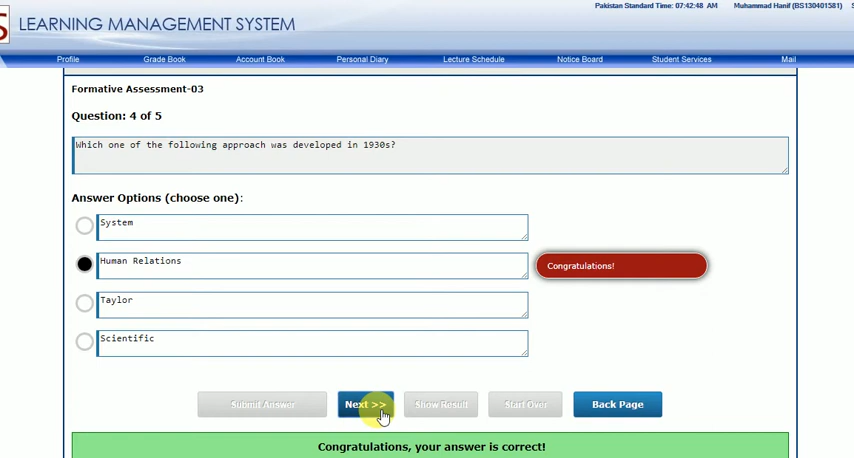 Pakistan Standard Time: 07:42:48 AM Muhammad Hanif (BS130401581) S
S LEARNING MANAGEMENT SYSTEM
Profile Grade Book Account Book Personal Diary Lecture Schedule Notice Board Student Services Mail
Formative Assessment-03
Question: 4 of 5
Which one of the following approach was developed in 1930s?
Answer Options (choose one):
System
Human Relations Congratulations!
Taylor
Scientific
Submit Answer Next >> Show Result Start Over Back Page
Congratulations, your answer is correct!